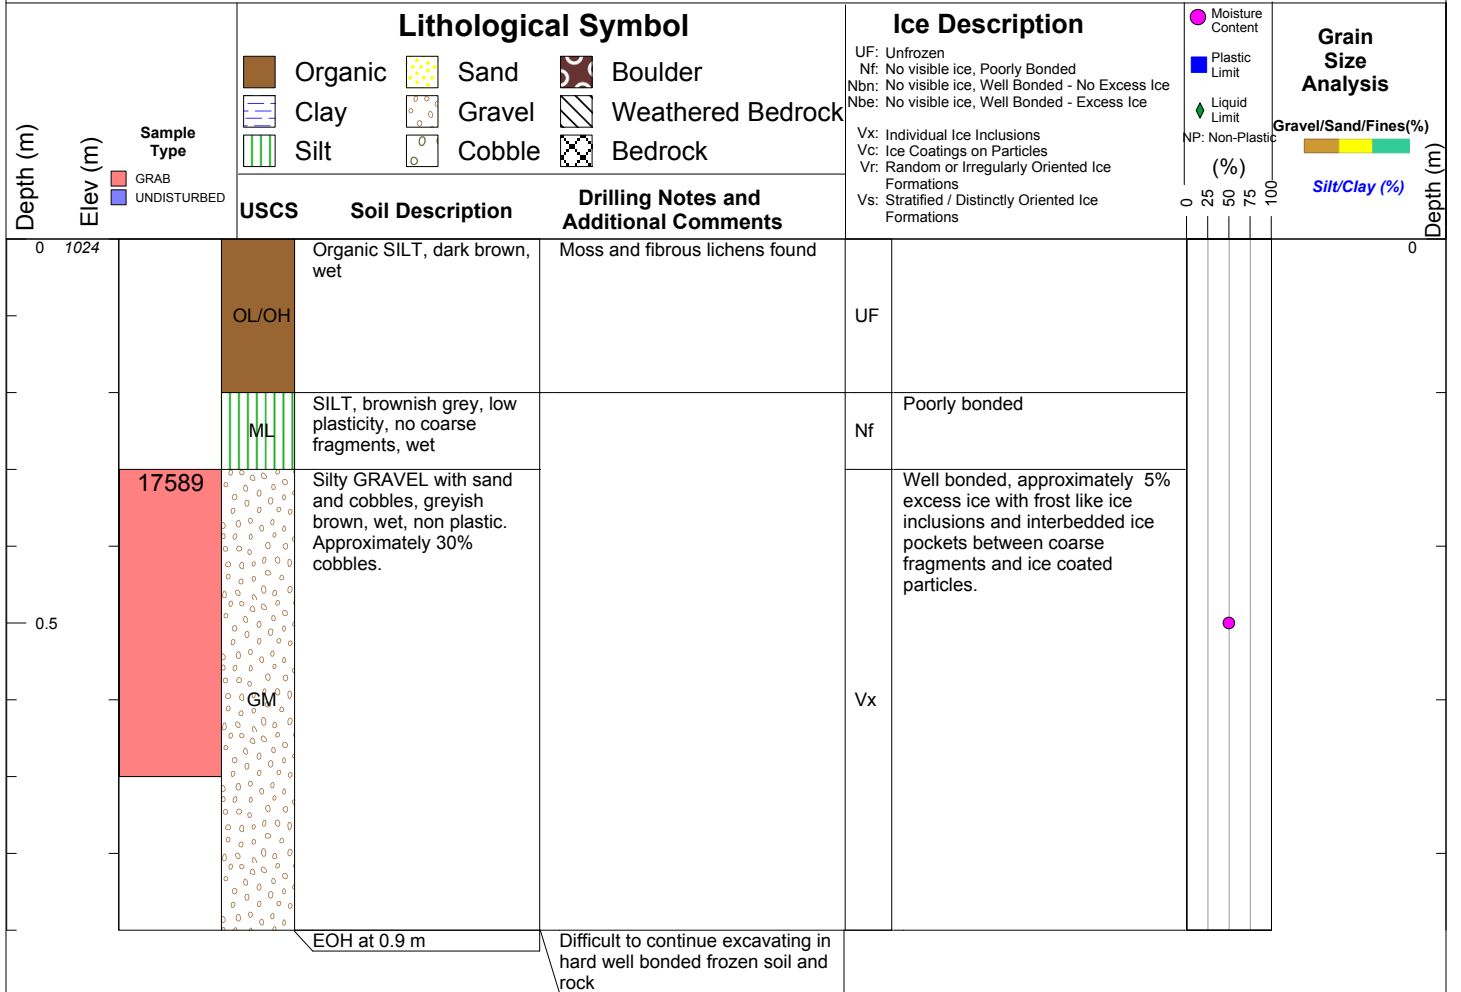 Lithological Symbol
Organic
Sand
Boulder
Clay
Gravel
Weathered Bedrock
Silt
Cobble
Bedrock
Ice Description
UF: Unfrozen
Nf: No visible ice, Poorly Bonded
Nbn: No visible ice, Well Bonded - No Excess Ice
Nbe: No visible ice, Well Bonded - Excess Ice
Vx: Individual Ice Inclusions
Vc: Ice Coatings on Particles
Vr: Random or Irregularly Oriented Ice
Formations
Vs: Stratified / Distinctly Oriented Ice
Formations
Moisture
Content
Plastic
Limit
Liquid
Limit
NP: Non-Plastic
(%)
0 25 50 75 100
Grain
Size
Analysis
Gravel/Sand/Fines(%)
Silt/Clay (%)
Depth (m)
Depth (m)
Elev (m)
Sample
Type
GRAB
UNDISTURBED
USCS
Soil Description
Drilling Notes and
Additional Comments
0 1024
Organic SILT, dark brown,
wet
Moss and fibrous lichens found
0
OL/OH
UF
SILT, brownish grey, low
plasticity, no coarse
fragments, wet
ML
Nf
Poorly bonded
17589
Silty GRAVEL with sand
and cobbles, greyish
brown, wet, non plastic.
Approximately 30%
cobbles.
Well bonded, approximately 5%
excess ice with frost like ice
inclusions and interbedded ice
pockets between coarse
fragments and ice coated
particles.
0.5
GM
Vx
EOH at 0.9 m
Difficult to continue excavating in
hard well bonded frozen soil and
rock